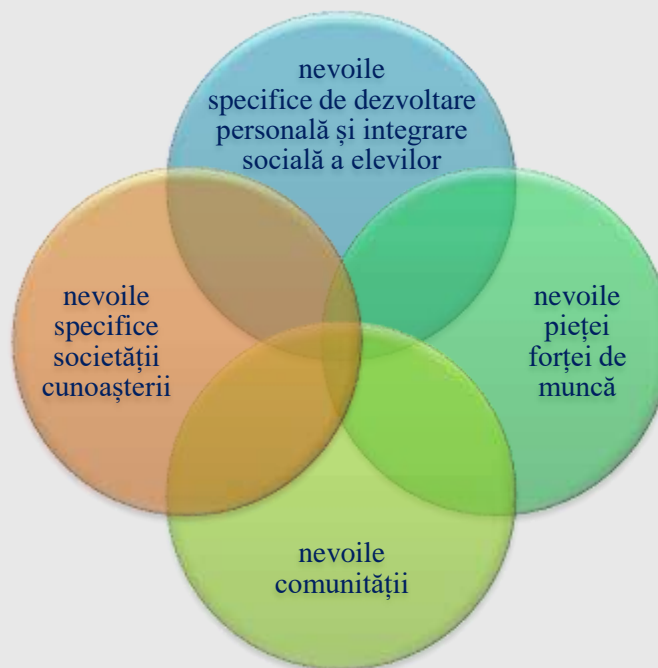 nevoile
specifice de dezvoltare
personală și integrare
socială a elevilor
nevoile
specifice
societății
cunoașterii
nevoile
pieței
forței de
muncă
nevoile
comunității